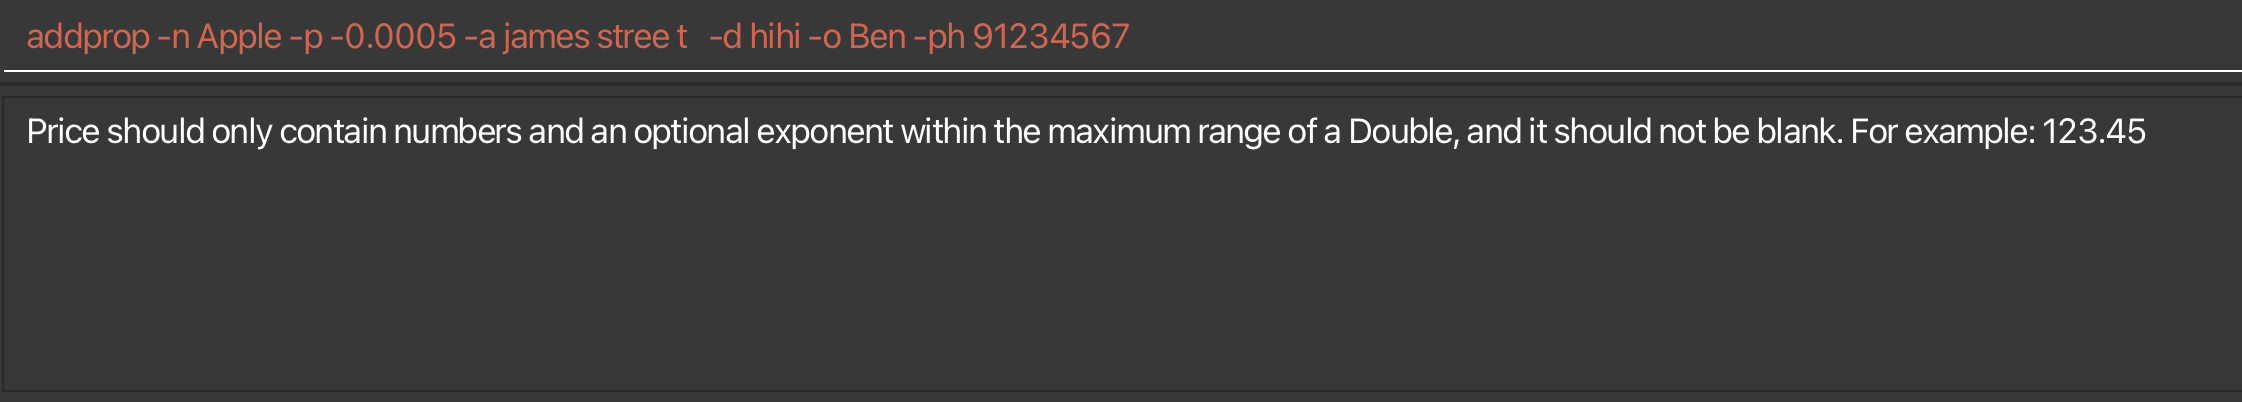 addprop -n Apple -p -0.0005 -a james stree t   -d hihi -o Ben -ph 91234567
Price should only contain numbers and an optional exponent within the maximum range of a Double, and it should not be blank. For example: 123.45